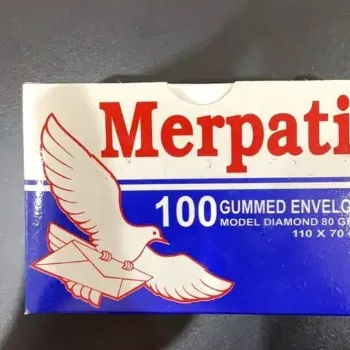 Merpati
100 GUMMED ENVELO
MODEL DIAMOND 80 G
110 X 70